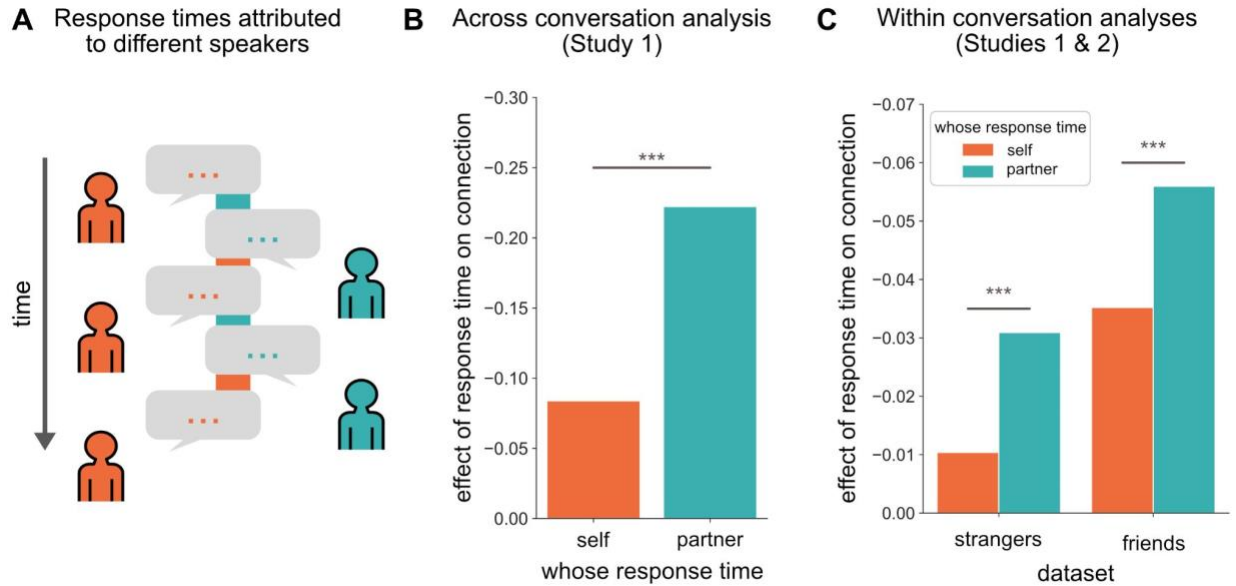 A Response times attributed
to different speakers
time
...
...
...
...
...
B Across conversation analysis
(Study 1)
effect of response time on connection
−0.30
−0.25
−0.20
−0.15
−0.10
−0.05
0.00
***
self partner
whose response time
C Within conversation analyses
(Studies 1 & 2)
effect of response time on connection
−0.07
−0.06
−0.05
−0.04
−0.03
−0.02
−0.01
0.00
whose response time
self
partner
***
***
strangers friends
dataset